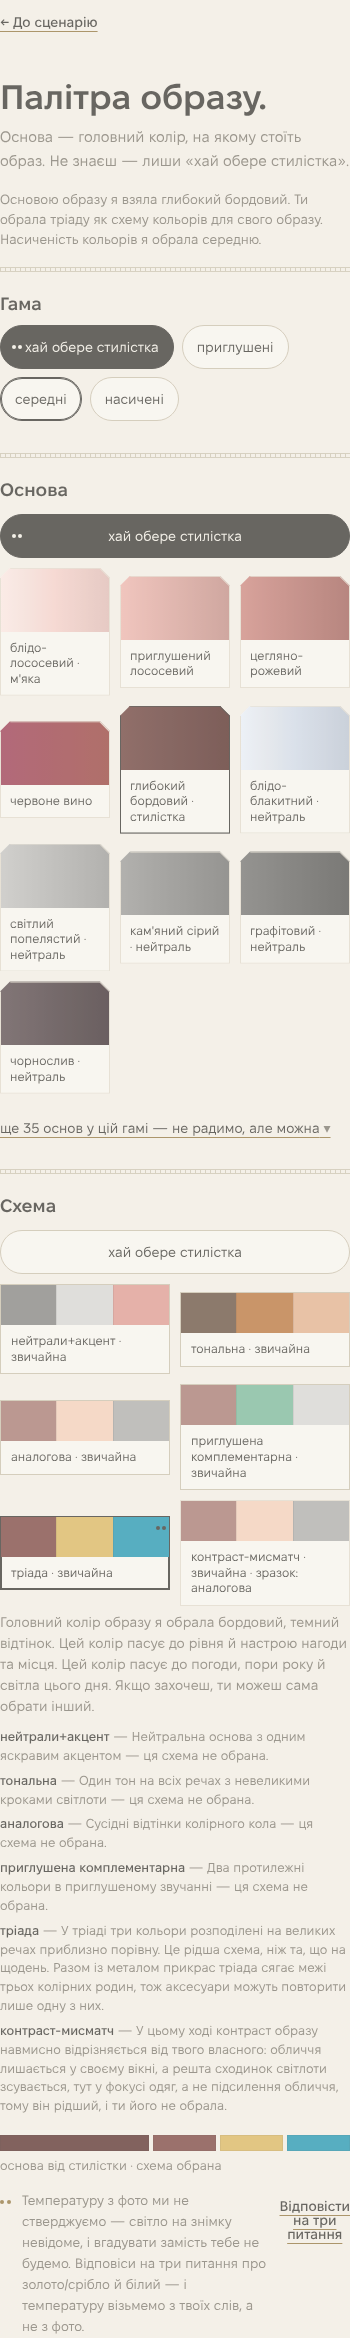 ← До сценарію
Палітра образу.
Основа — головний колір, на якому стоїть
образ. Не знаєш — лиши «хай обере стилістка».
Основою образу я взяла глибокий бордовий. Ти
обрала тріаду як схему кольорів для свого образу.
Насиченість кольорів я обрала середню.
Гама
хай обере стилістка
приглушені
середні
насичені
Основа
хай обере стилістка
блідо-
лососевий ·
м'яка
приглушений
лососевий
цегляно-
рожевий
червоне вино
глибокий
бордовий ·
стилістка
блідо-
блакитний ·
нейтраль
світлий
попелястий ·
нейтраль
кам'яний сірий
· нейтраль
графітовий ·
нейтраль
чорнослив ·
нейтраль
ще 35 основ у цій гамі — не радимо, але можна ▾
Схема
хай обере стилістка
нейтрали+акцент ·
звичайна
тональна · звичайна
аналогова · звичайна
приглушена
комплементарна ·
звичайна
тріада · звичайна
контраст-мисматч ·
звичайна · зразок:
аналогова
Головний колір образу я обрала бордовий, темний
відтінок. Цей колір пасує до рівня й настрою нагоди
та місця. Цей колір пасує до погоди, пори року й
світла цього дня. Якщо захочеш, ти можеш сама
обрати інший.
нейтрали+акцент — Нейтральна основа з одним
яскравим акцентом — ця схема не обрана.
тональна — Один тон на всіх речах з невеликими
кроками світлоти — ця схема не обрана.
аналогова — Сусідні відтінки колірного кола — ця
схема не обрана.
приглушена комплементарна — Два протилежні
кольори в приглушеному звучанні — ця схема не
обрана.
тріада — У тріаді три кольори розподілені на великих
речах приблизно порівну. Це рідша схема, ніж та, що на
щодень. Разом із металом прикрас тріада сягає межі
трьох колірних родин, тож аксесуари можуть повторити
лише одну з них.
контраст-мисматч — У цьому ході контраст образу
навмисно відрізняється від твого власного: обличчя
лишається у своєму вікні, а решта сходинок світлоти
зсувається, тут у фокусі одяг, а не підсилення обличчя,
тому він рідший, і ти його не обрала.
основа від стилістки · схема обрана
Температуру з фото ми не
стверджуємо — світло на знімку
невідоме, і вгадувати замість тебе не
будемо. Відповіси на три питання про
золото/срібло й білий — і
температуру візьмемо з твоїх слів, а
не з фото.
Відповісти
на три
питання